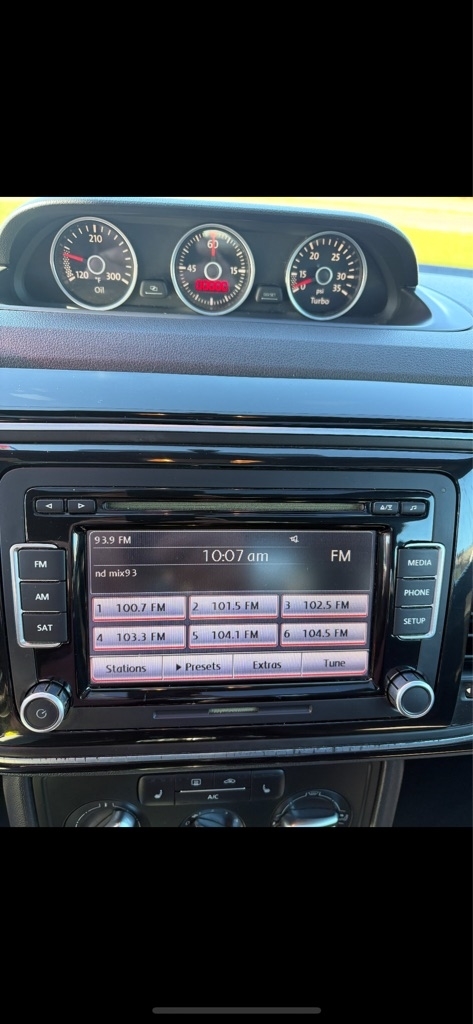 210
120
300
°F
Oil
60
45
15
20
25
15
30
0
psi
35
Turbo
93.9 FM
10:07 am
FM
nd mix93
1 100.7 FM
2 101.5 FM
3 102.5 FM
4 103.3 FM
5 104.1 FM
6 104.5 FM
Stations
Presets
Extras
Tune
FM
AM
SAT
MEDIA
PHONE
SETUP
A/C